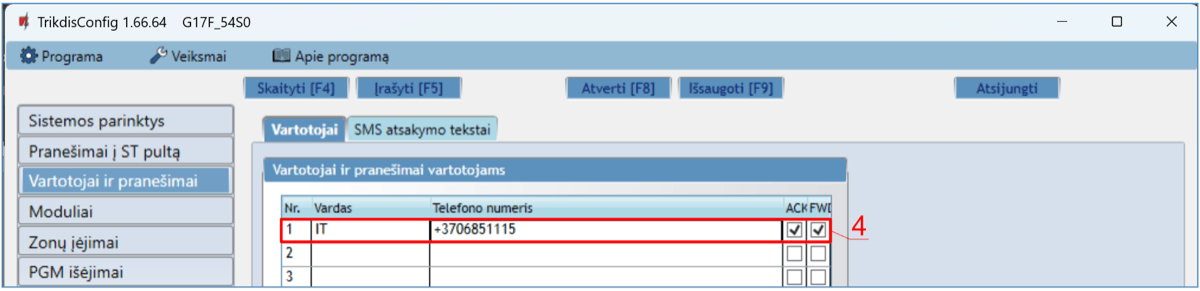 TrikdisConfig 1.66.64 G17F_54S0
Programa Veiksmai Apie programą
Skaityti [F4] Įrašyti [F5] Atverti [F8] Išsaugoti [F9] Atsijungti
Sistemos parinktys
Pranešimai į ST pultą
Vartotojai ir pranešimai
Moduliai
Zonų įėjimai
PGM išėjimai
Vartotojai SMS atsakymo tekstai
Vartotojai ir pranešimai vartotojams
Nr. Vardas Telefono numeris ACK FWD
1 IT +3706851115
4
2
3